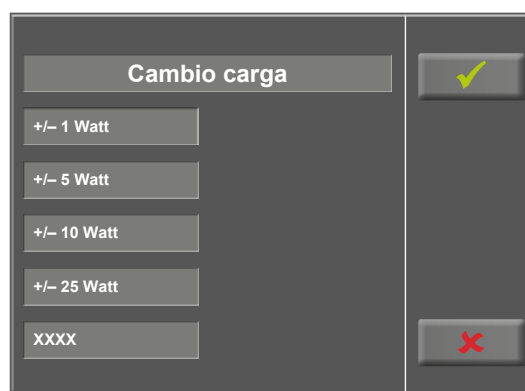 Cambio carga
+/– 1 Watt
+/– 5 Watt
+/– 10 Watt
+/– 25 Watt
XXXX